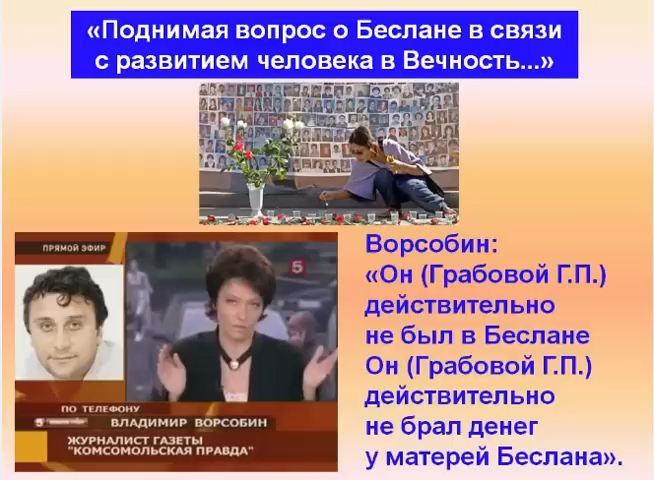 «Поднимая вопрос о Беслане в связи
с развитием человека в Вечность...»
ПРЯМОЙ ЭФИР
5
ПО ТЕЛЕФОНУ
5
ВЛАДИМИР ВОРСОБИН
ЖУРНАЛИСТ ГАЗЕТЫ
"КОМСОМОЛЬСКАЯ ПРАВДА"
Ворсобин:
«Он (Грабовой Г.П.)
действительно
не был в Беслане
Он (Грабовой Г.П.)
действительно
не брал денег
у матерей Беслана».